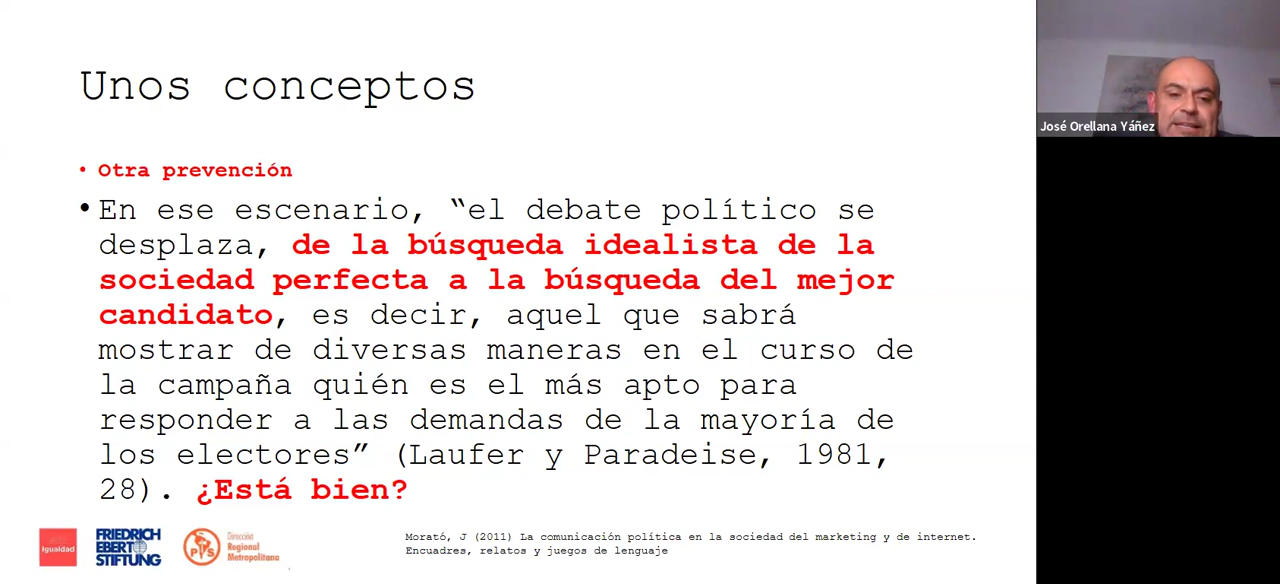 Unos conceptos
• Otra prevención
• En ese escenario, “el debate político se
desplaza, de la búsqueda idealista de la
sociedad perfecta a la búsqueda del mejor
candidato, es decir, aquel que sabrá
mostrar de diversas maneras en el curso de
la campaña quién es el más apto para
responder a las demandas de la mayoría de
los electores” (Laufer y Paradeise, 1981,
28). ¿Está bien?
Igualdad
FRIEDRICH
EBERT
STIFTUNG
PS
Dirección
Regional
Metropolitana
Morató, J (2011) La comunicación política en la sociedad del marketing y de internet.
Encuadres, relatos y juegos de lenguaje
José Orellana Yáñez